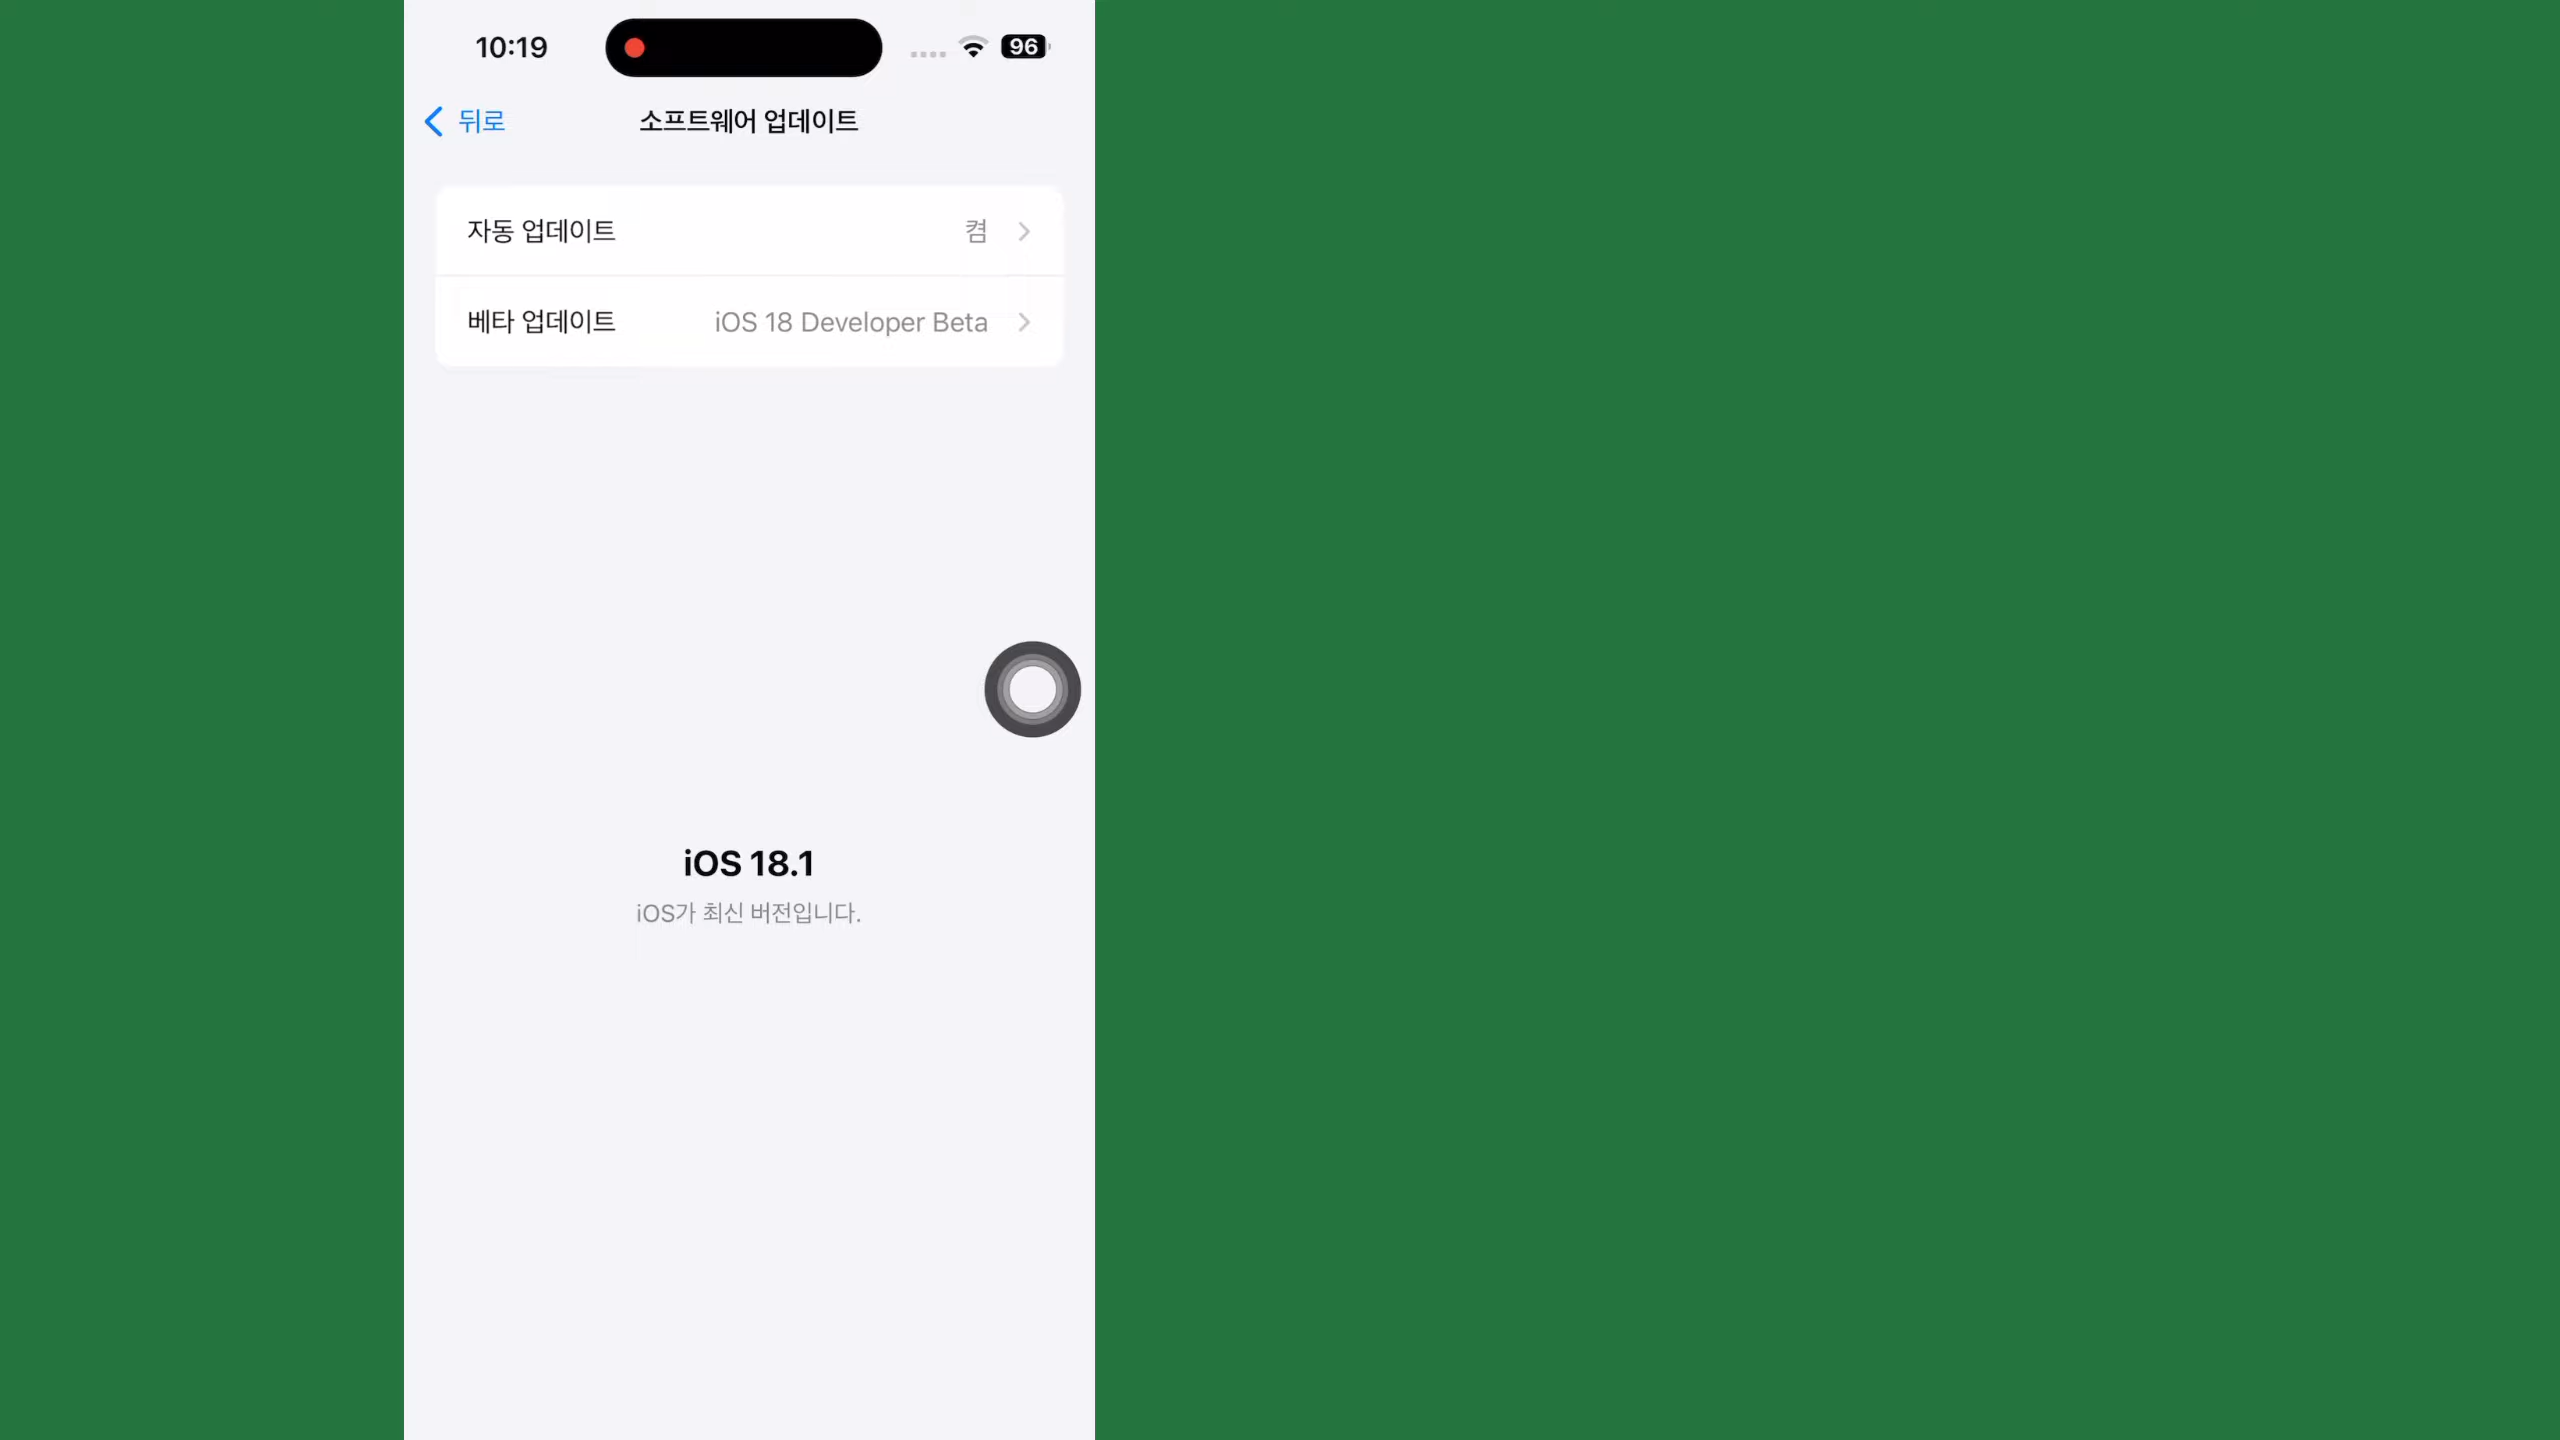 10:19
96
뒤로
소프트웨어 업데이트
자동 업데이트
켬
베타 업데이트
iOS 18 Developer Beta
iOS 18.1
iOS가 최신 버전입니다.